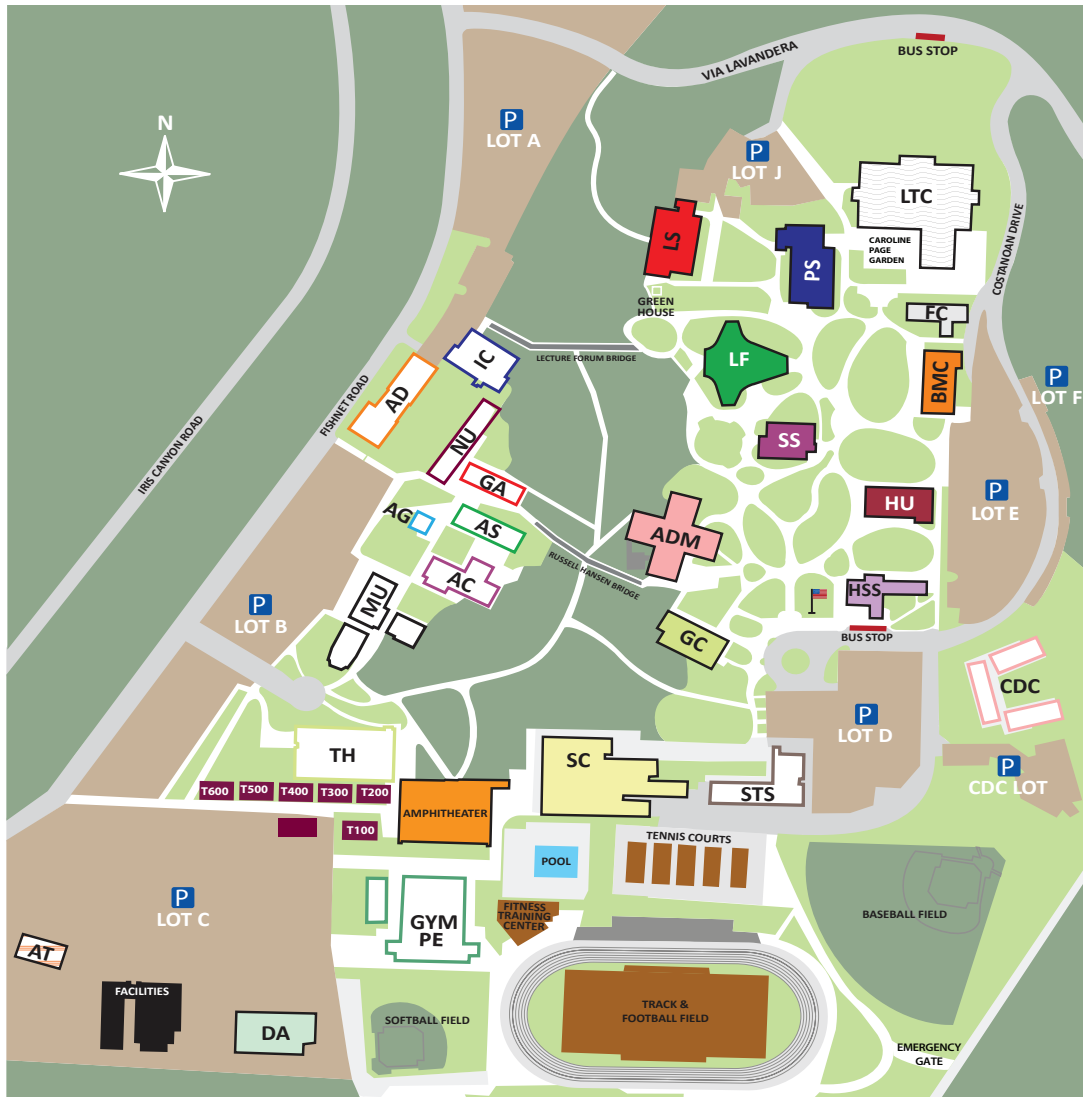 VIA LAVANDERA
BUS STOP
P
LOT A
N
P
LOT J
LTC
LS
PS
CAROLINE
PAGE
GARDEN
COSTANOAN DRIVE
GREEN
HOUSE
FC
LECTURE FORUM BRIDGE
IC
LF
BMC
P
LOT F
AD
FISHNET ROAD
IRIS CANYON ROAD
NU
SS
GA
P
LOT E
HU
AG
AS
ADM
RUSSELL HANSEN BRIDGE
AC
MU
HSS
P
LOT B
GC
BUS STOP
CDC
P
LOT D
TH
SC
P
CDC LOT
STS
T600
T500
T400
T300
T200
AMPHITHEATER
T100
TENNIS COURTS
POOL
P
LOT C
GYM
PE
FITNESS
TRAINING
CENTER
BASEBALL FIELD
AT
FACILITIES
TRACK &
FOOTBALL FIELD
SOFTBALL FIELD
DA
EMERGENCY
GATE